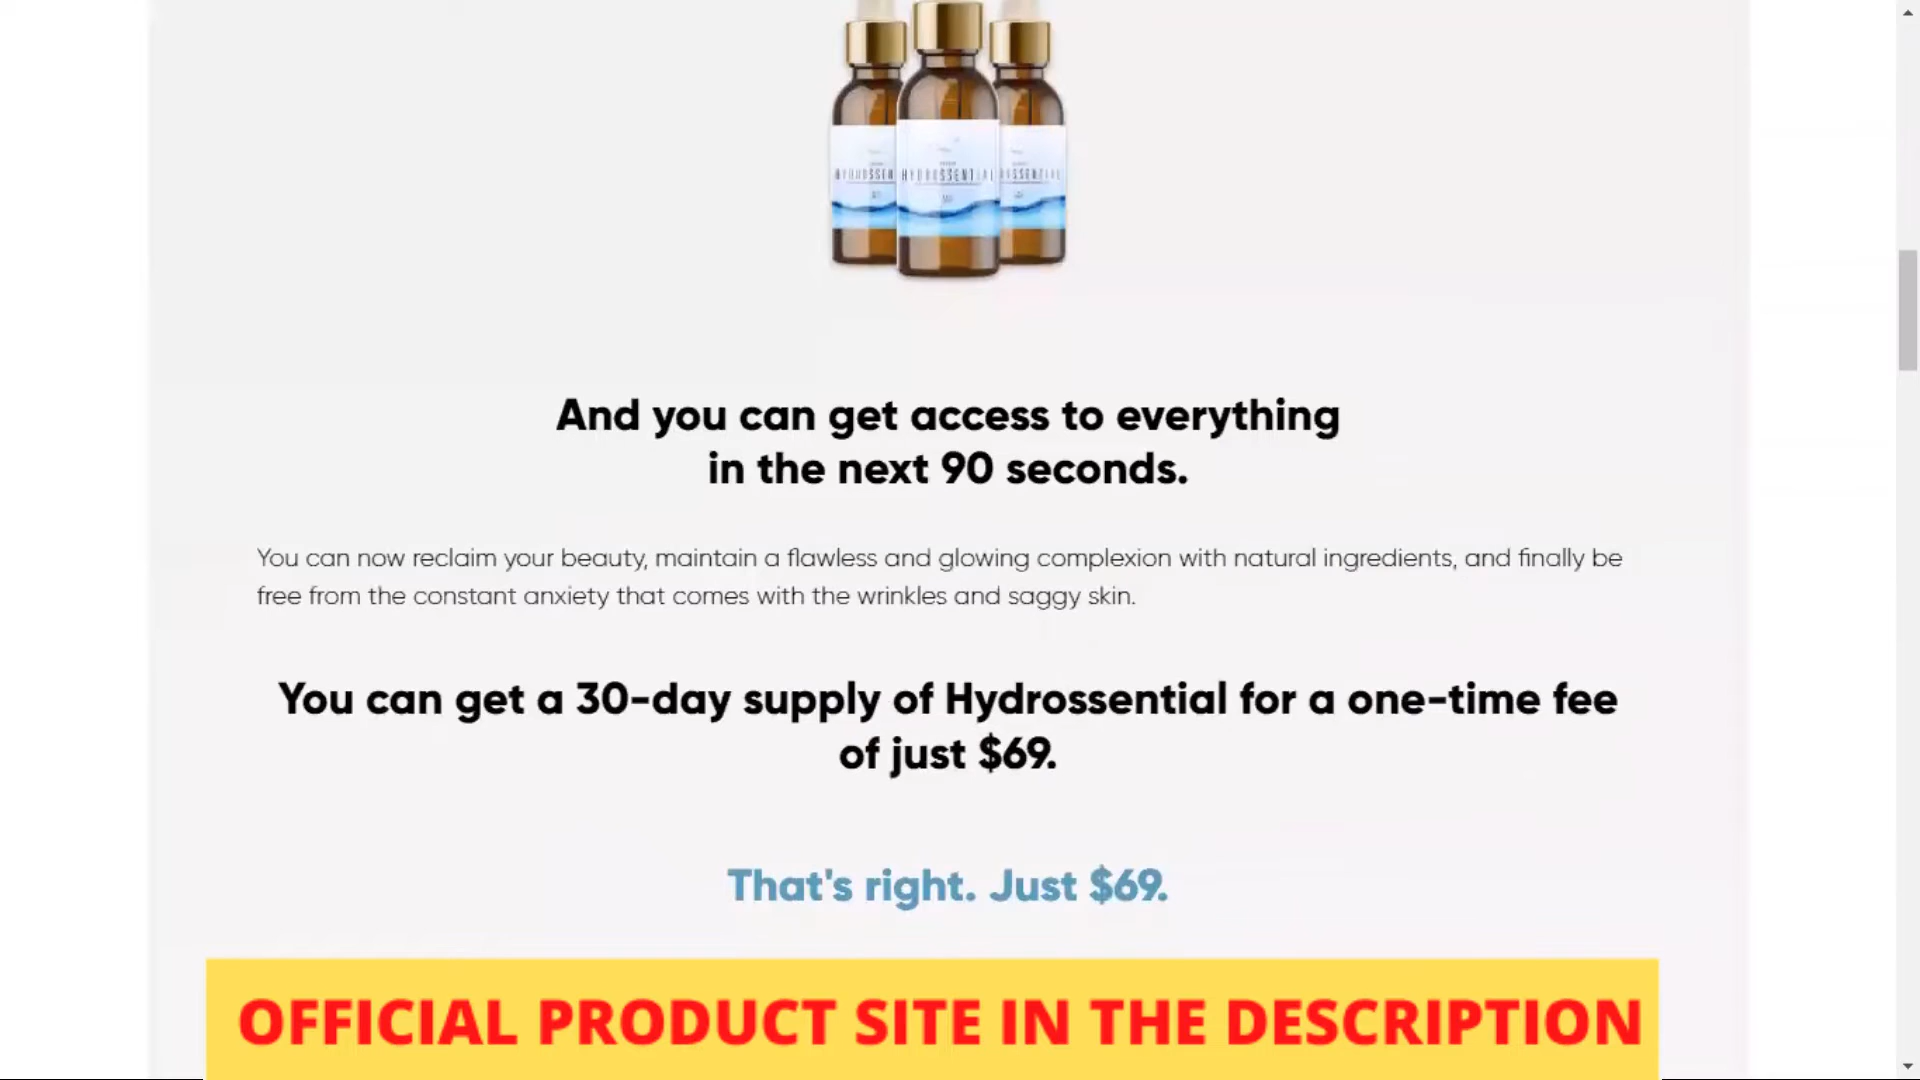 HYDROSSENTIAL
And you can get access to everything
in the next 90 seconds.
You can now reclaim your beauty, maintain a flawless and glowing complexion with natural ingredients, and finally be
free from the constant anxiety that comes with the wrinkles and saggy skin.
You can get a 30-day supply of Hydrossential for a one-time fee
of just $69.
That's right. Just $69.
OFFICIAL PRODUCT SITE IN THE DESCRIPTION